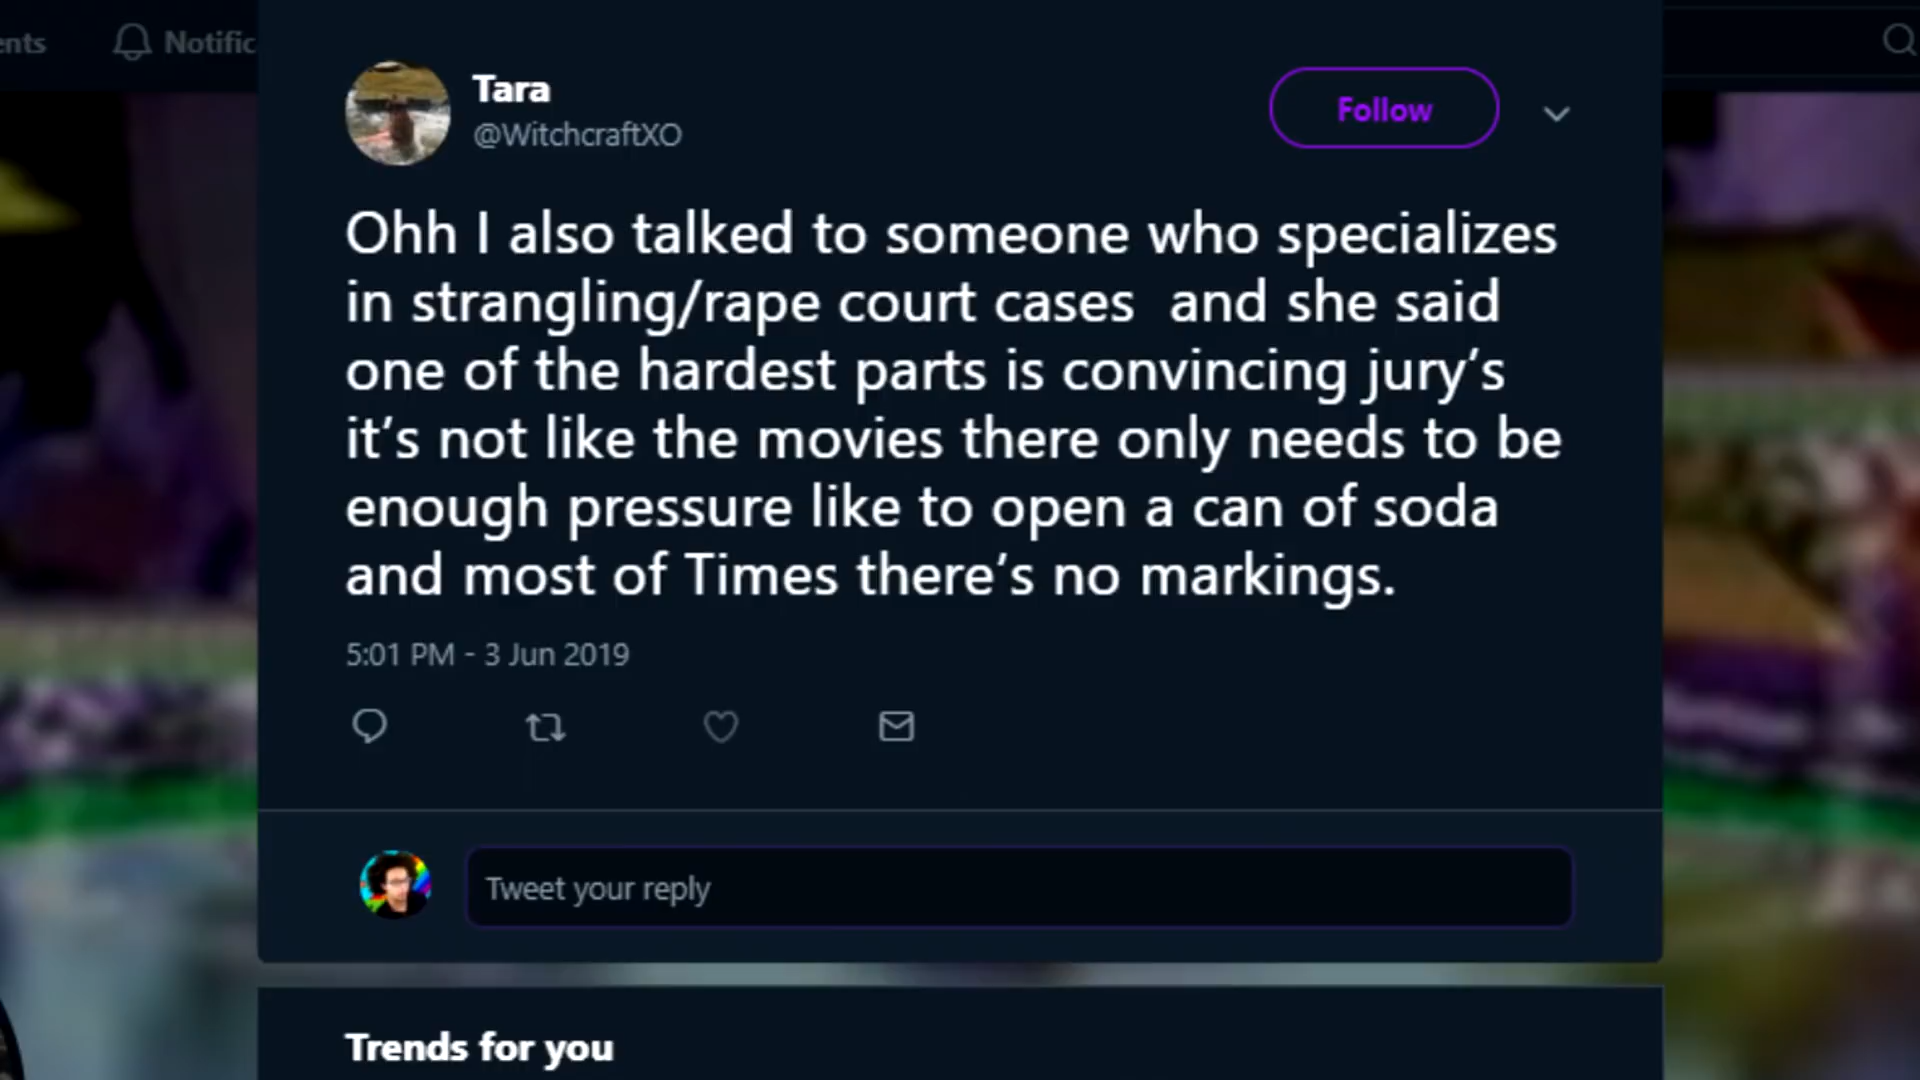 ents
Notific
Tara
@WitchcraftXO
Follow
Ohh I also talked to someone who specializes
in strangling/rape court cases  and she said
one of the hardest parts is convincing jury’s
it’s not like the movies there only needs to be
enough pressure like to open a can of soda
and most of Times there’s no markings.
5:01 PM - 3 Jun 2019
Tweet your reply
Trends for you